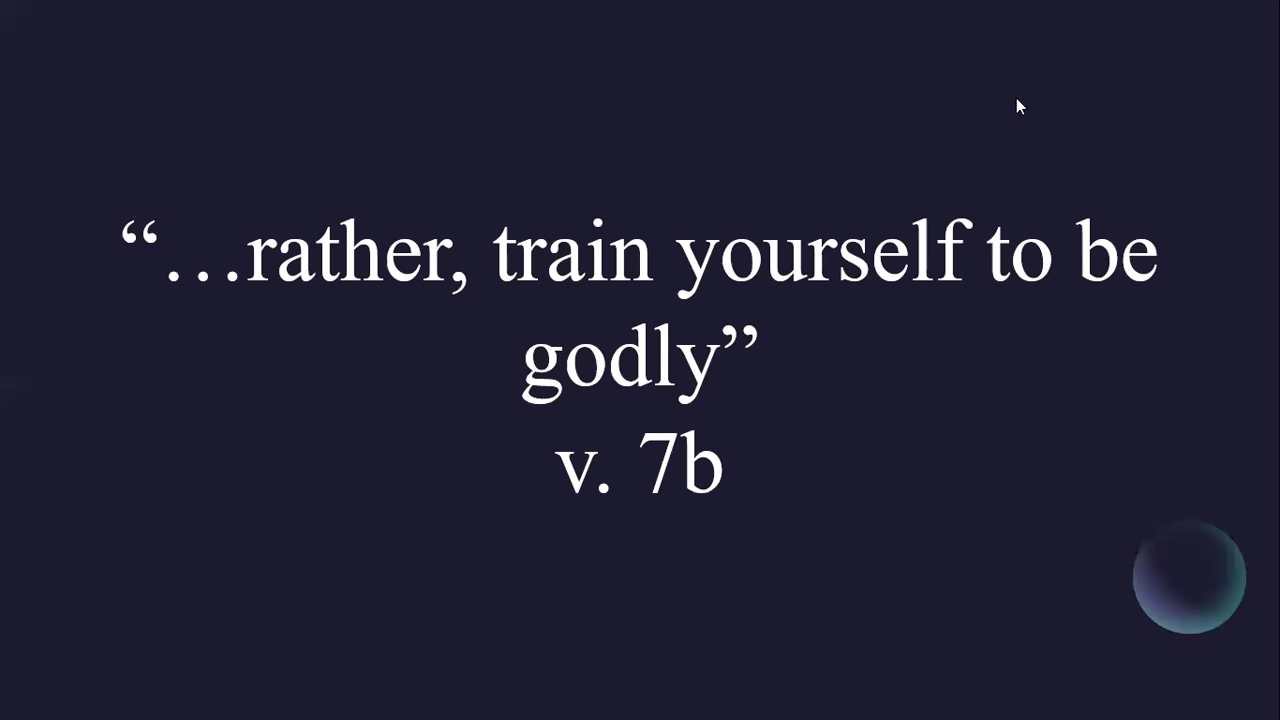 “…rather, train yourself to be
godly”
v. 7b